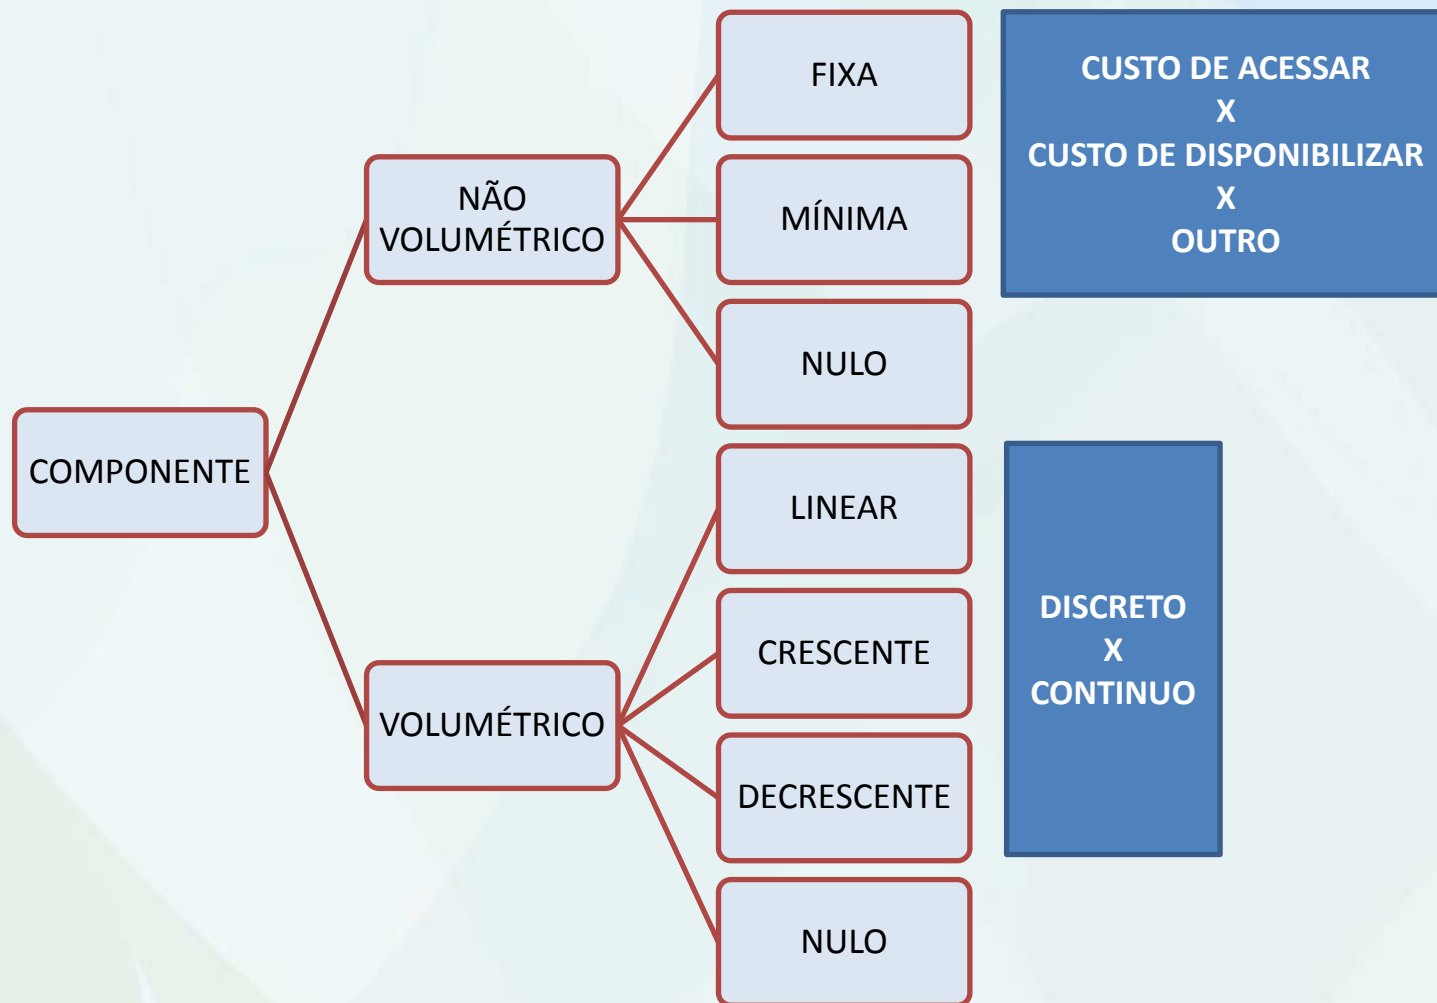 FIXA
CUSTO DE ACESSAR
X
CUSTO DE DISPONIBILIZAR
X
OUTRO
NÃO
VOLUMÉTRICO
MÍNIMA
NULO
COMPONENTE
LINEAR
CRESCENTE
DISCRETO
X
CONTINUO
VOLUMÉTRICO
DECRESCENTE
NULO